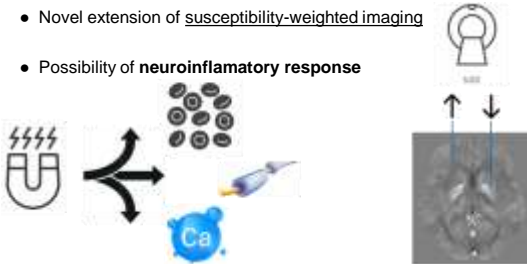 ● Novel extension of susceptibility-weighted imaging
● Possibility of neuroinflamatory response
Ca